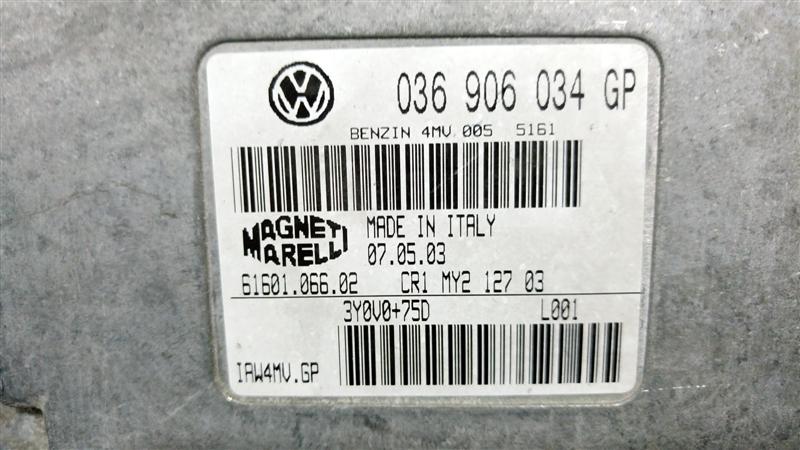 036 906 034 GP
BENZIN 4MV.005 5161
MAGNETI MARELLI
MADE IN ITALY
07.05.03
61601.066.02 CR1 MY2 127 03
3Y0V0+75D L001
IAW4MV.GP